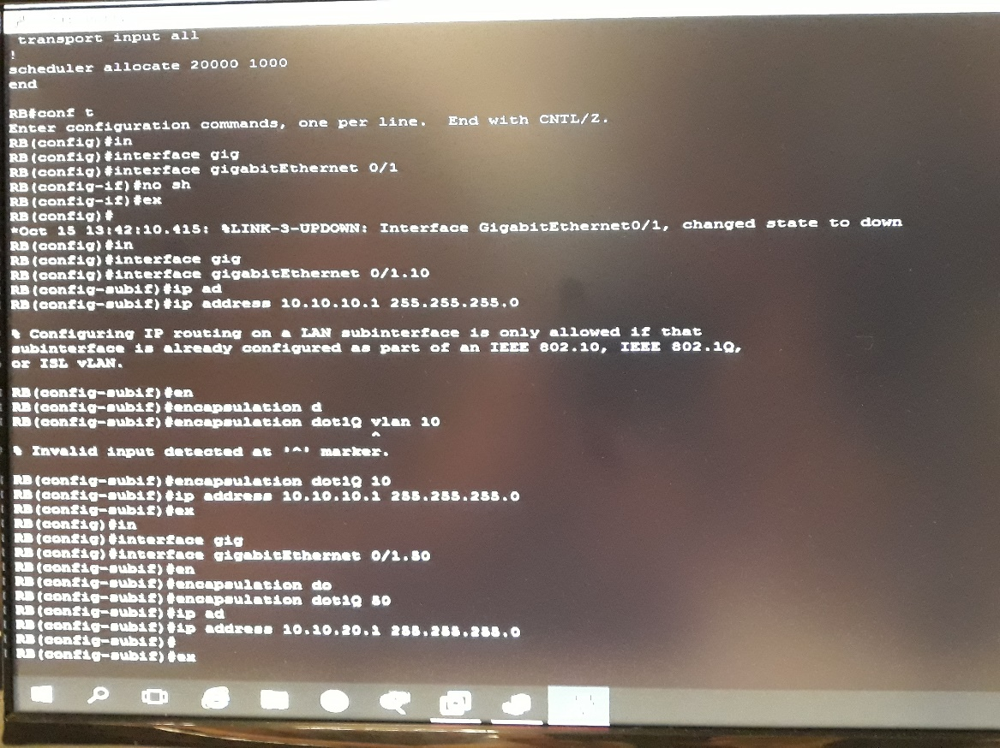 transport input all
!
scheduler allocate 20000 1000
end
RB#conf t
Enter configuration commands, one per line.  End with CNTL/Z.
RB(config)#in
RB(config)#interface gig
RB(config)#interface gigabitEthernet 0/1
RB(config-if)#no sh
RB(config-if)#ex
RB(config)#
*Oct 15 13:42:10.415: %LINK-3-UPDOWN: Interface GigabitEthernet0/1, changed state to down
RB(config)#in
RB(config)#interface gig
RB(config)#interface gigabitEthernet 0/1.10
RB(config-subif)#ip ad
RB(config-subif)#ip address 10.10.10.1 255.255.255.0
% Configuring IP routing on a LAN subinterface is only allowed if that
subinterface is already configured as part of an IEEE 802.10, IEEE 802.1Q,
or ISL vLAN.
RB(config-subif)#en
RB(config-subif)#encapsulation d
RB(config-subif)#encapsulation dot1Q vlan 10
^
% Invalid input detected at '^' marker.
RB(config-subif)#encapsulation dot1Q 10
RB(config-subif)#ip address 10.10.10.1 255.255.255.0
RB(config-subif)#ex
RB(config)#in
RB(config)#interface gig
RB(config)#interface gigabitEthernet 0/1.50
RB(config-subif)#en
RB(config-subif)#encapsulation do
RB(config-subif)#encapsulation dot1Q 50
RB(config-subif)#ip ad
RB(config-subif)#ip address 10.10.20.1 255.255.255.0
RB(config-subif)#
RB(config-subif)#ex